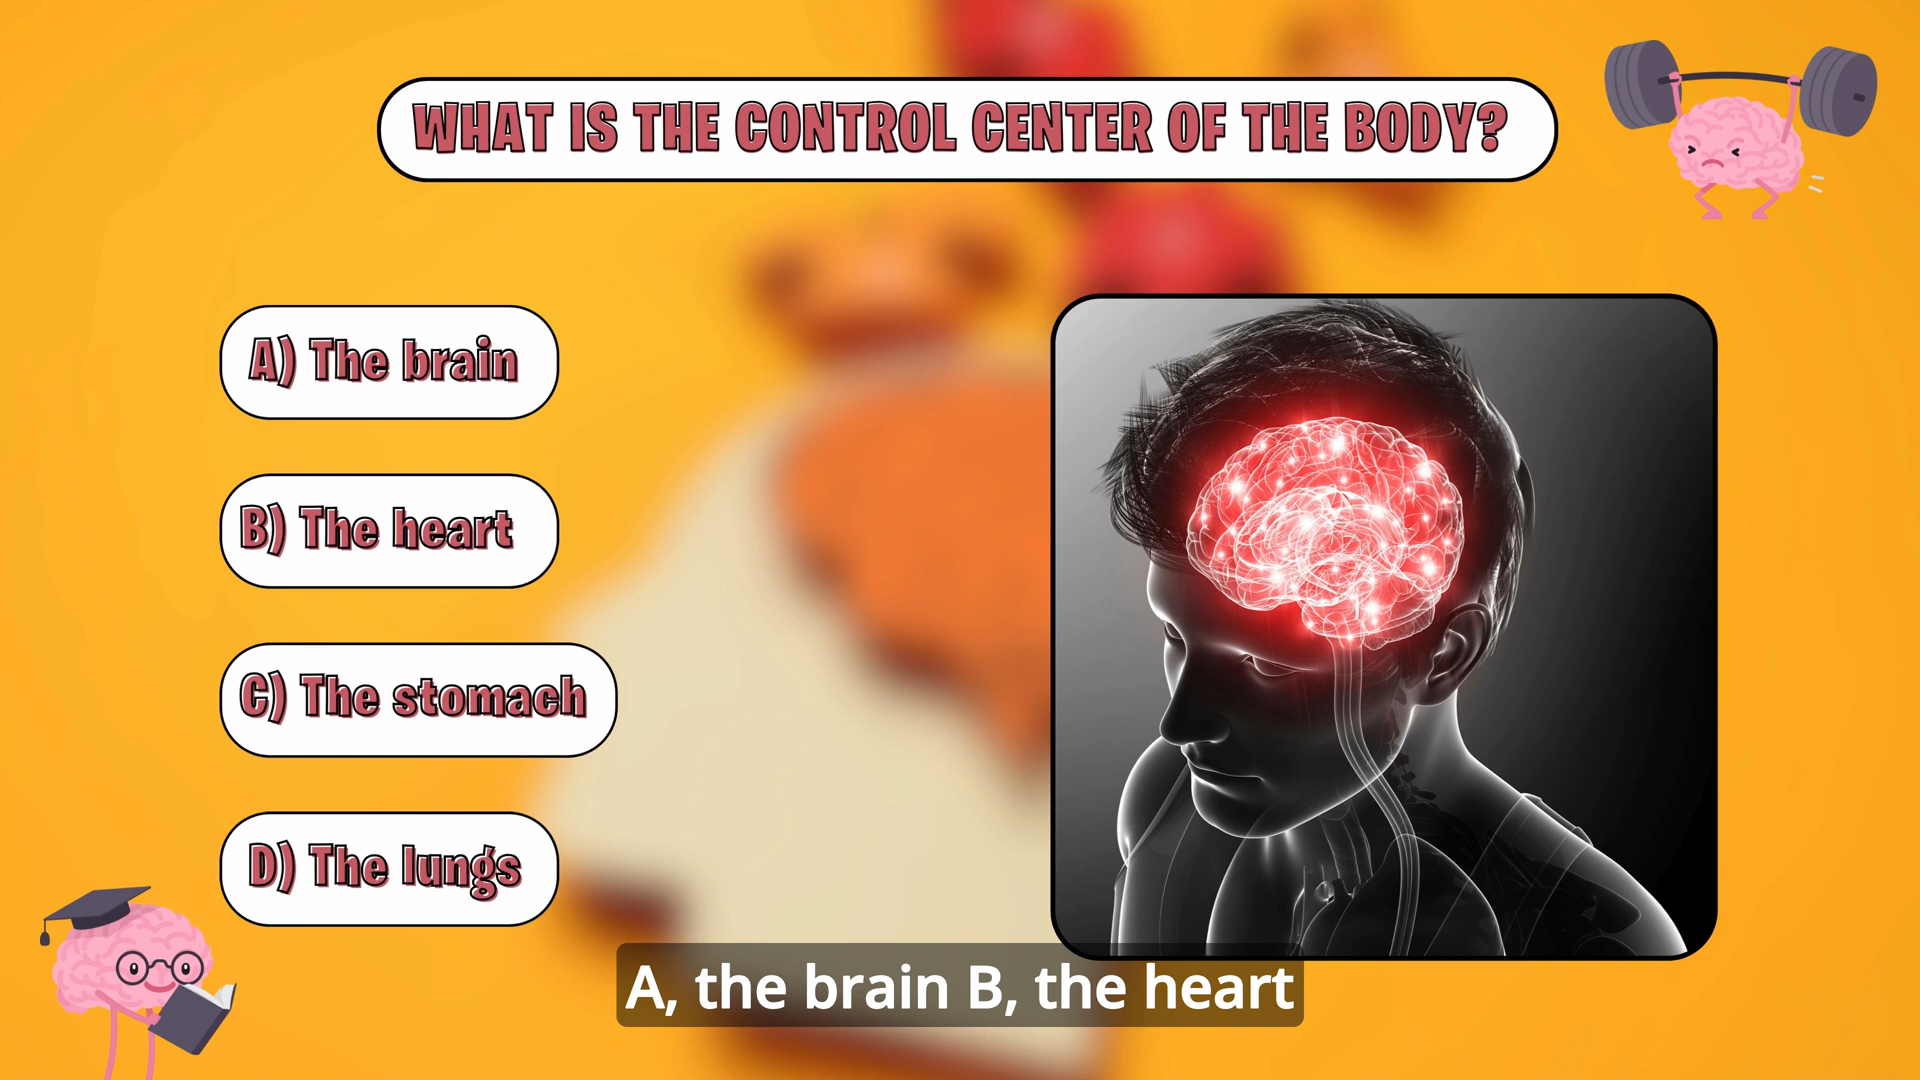 WHAT IS THE CONTROL CENTER OF THE BODY?
A) The brain
B) The heart
C) The stomach
D) The lungs
A, the brain B, the heart